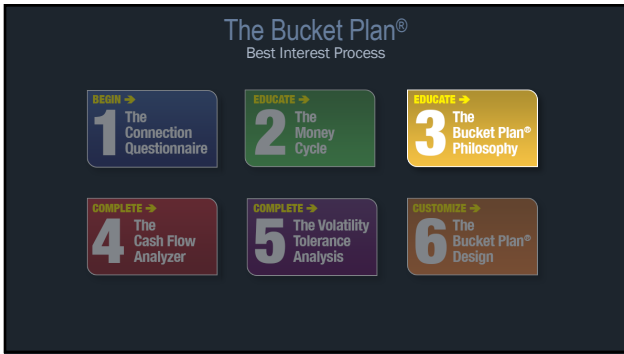 The Bucket Plan®
Best Interest Process
BEGIN →
1 The
Connection
Questionnaire
EDUCATE →
2 The
Money
Cycle
EDUCATE →
3 The
Bucket Plan®
Philosophy
COMPLETE →
4 The
Cash Flow
Analyzer
COMPLETE →
5 The Volatility
Tolerance
Analysis
CUSTOMIZE →
6 The
Bucket Plan®
Design